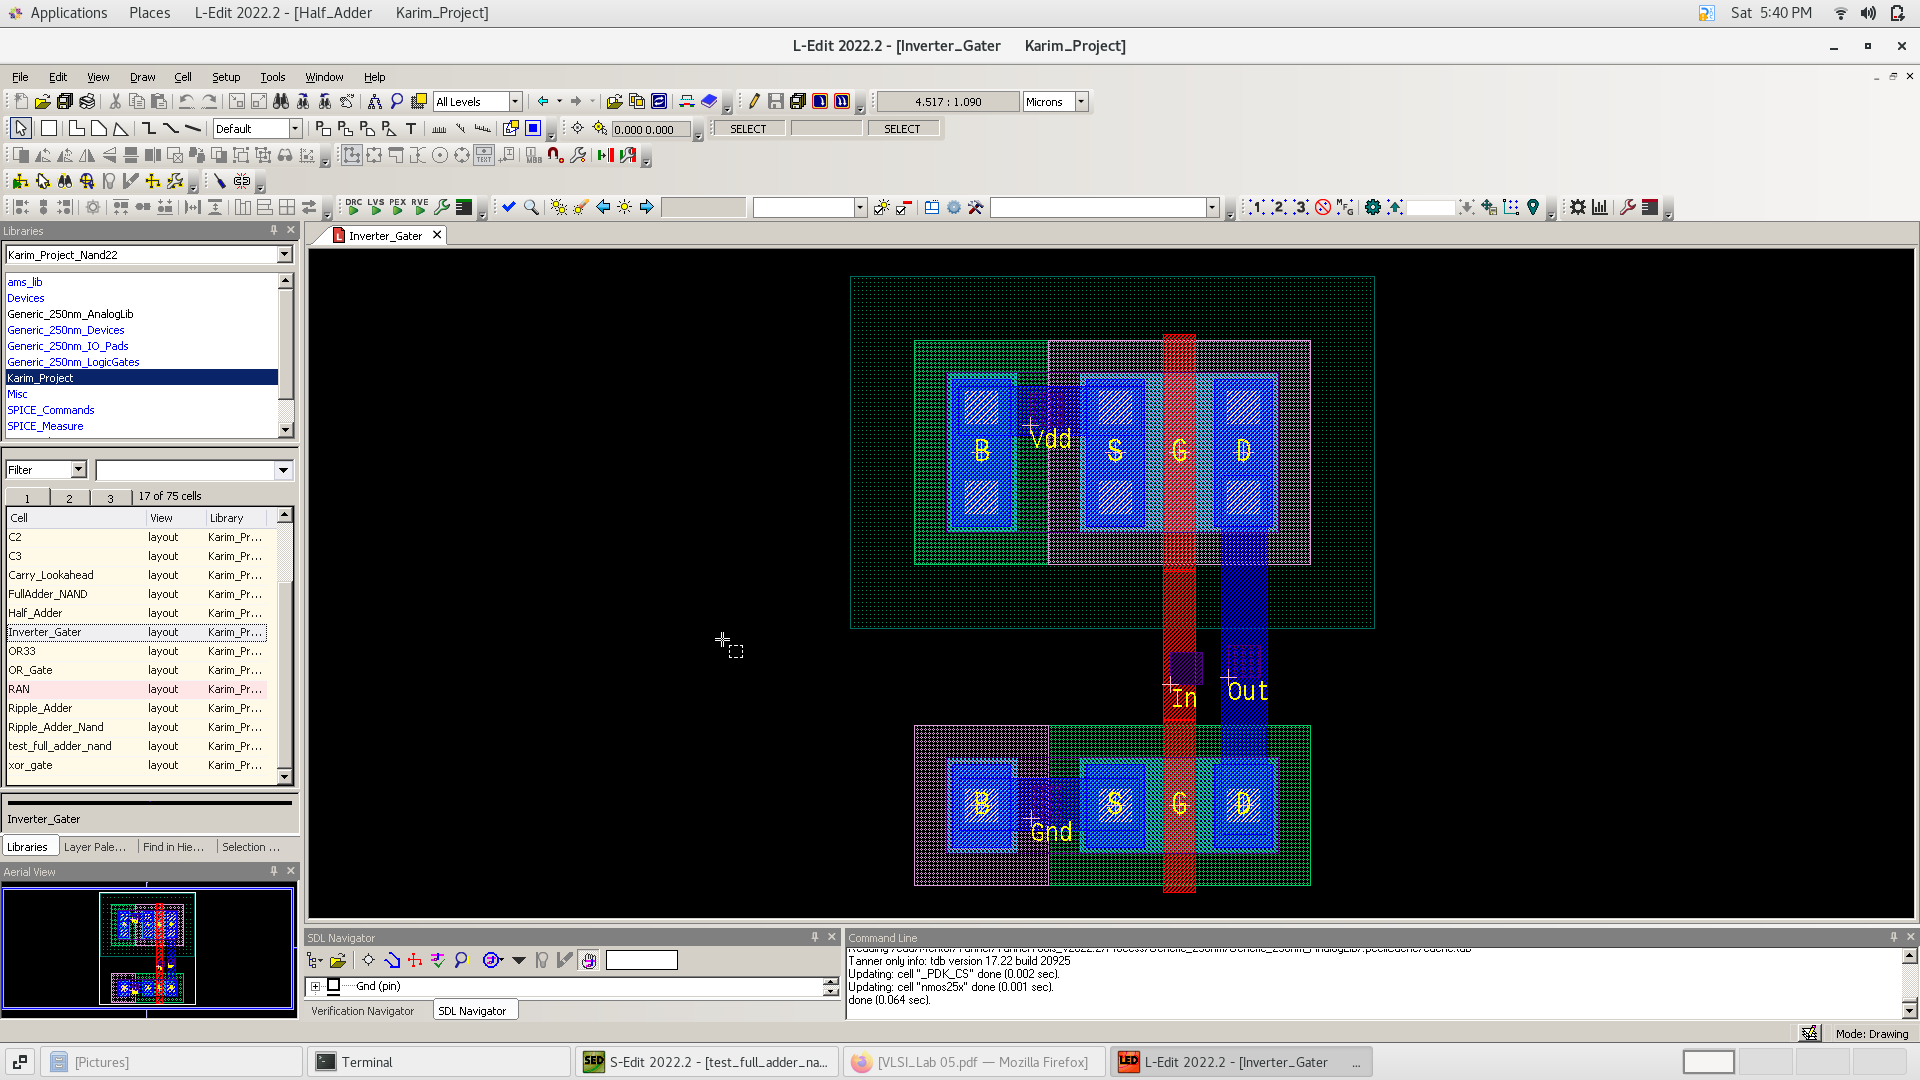 Applications Places L-Edit 2022.2 - [Half_Adder Karim_Project] Sat 5:40 PM
L-Edit 2022.2 - [Inverter_Gater Karim_Project]
File Edit View Draw Cell Setup Tools Window Help
All Levels 4.517 : 1.090 Microns
Default 0.000 0.000 SELECT SELECT
DRC LVS PEX RVE
Libraries
Inverter_Gater
Karim_Project_Nand22
ams_lib
Devices
Generic_250nm_AnalogLib
Generic_250nm_Devices
Generic_250nm_IO_Pads
Generic_250nm_LogicGates
Karim_Project
Misc
SPICE_Commands
SPICE_Measure
Filter
1 2 3 17 of 75 cells
Cell View Library
C2 layout Karim_Pr...
C3 layout Karim_Pr...
Carry_Lookahead layout Karim_Pr...
FullAdder_NAND layout Karim_Pr...
Half_Adder layout Karim_Pr...
Inverter_Gater layout Karim_Pr...
OR33 layout Karim_Pr...
OR_Gate layout Karim_Pr...
RAN layout Karim_Pr...
Ripple_Adder layout Karim_Pr...
Ripple_Adder_Nand layout Karim_Pr...
test_full_adder_nand layout Karim_Pr...
xor_gate layout Karim_Pr...
Inverter_Gater
Libraries Layer Pale... Find in Hie... Selection ...
Aerial View
B Vdd S G D
In Out
B Gnd S G D
SDL Navigator
Gnd (pin)
Verification Navigator SDL Navigator
Command Line
Tanner only info: tdb version 17.22 build 20925
Updating: cell "_PDK_CS" done (0.002 sec).
Updating: cell "nmos25x" done (0.001 sec).
done (0.064 sec).
Mode: Drawing
[Pictures] Terminal S-Edit 2022.2 - [test_full_adder_na... [VLSI_Lab 05.pdf — Mozilla Firefox] L-Edit 2022.2 - [Inverter_Gater ...